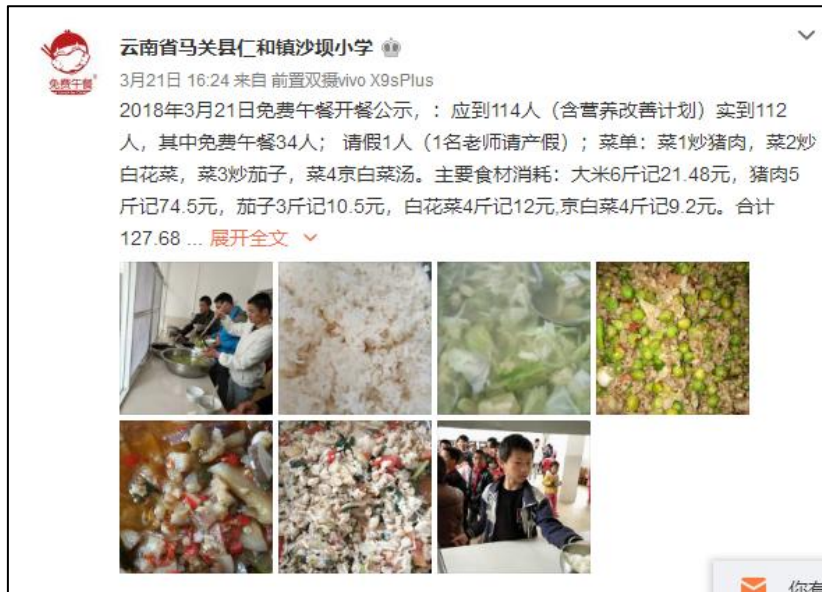 云南省马关县仁和镇沙坝小学
免费午餐
3月21日 16:24 来自 前置双摄vivo X9sPlus
2018年3月21日免费午餐开餐公示，：应到114人（含营养改善计划）实到112
人，其中免费午餐34人； 请假1人（1名老师请产假）；菜单：菜1炒猪肉，菜2炒
白花菜，菜3炒茄子，菜4京白菜汤。主要食材消耗：大米6斤记21.48元，猪肉5
斤记74.5元，茄子3斤记10.5元，白花菜4斤记12元,京白菜4斤记9.2元。合计
127.68 ... 展开全文
你有